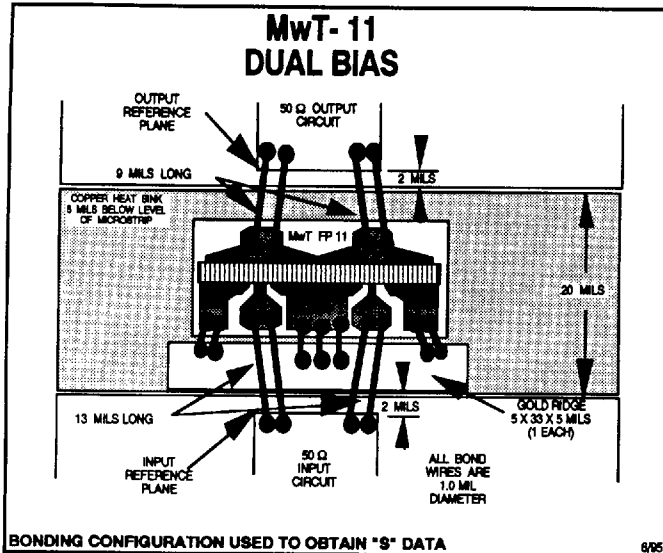 MwT- 11
DUAL BIAS
OUTPUT
REFERENCE
PLANE
50 Ω OUTPUT
CIRCUIT
9 MILS LONG
2 MILS
COPPER HEAT SINK
5 MILS BELOW LEVEL
OF MICROSTRIP
MwT FP 11
20 MILS
13 MILS LONG
2 MILS
GOLD RIDGE
5 X 33 X 5 MILS
(1 EACH)
INPUT
REFERENCE
PLANE
50 Ω
INPUT
CIRCUIT
ALL BOND
WIRES ARE
1.0 MIL
DIAMETER
BONDING CONFIGURATION USED TO OBTAIN "S" DATA
6/95